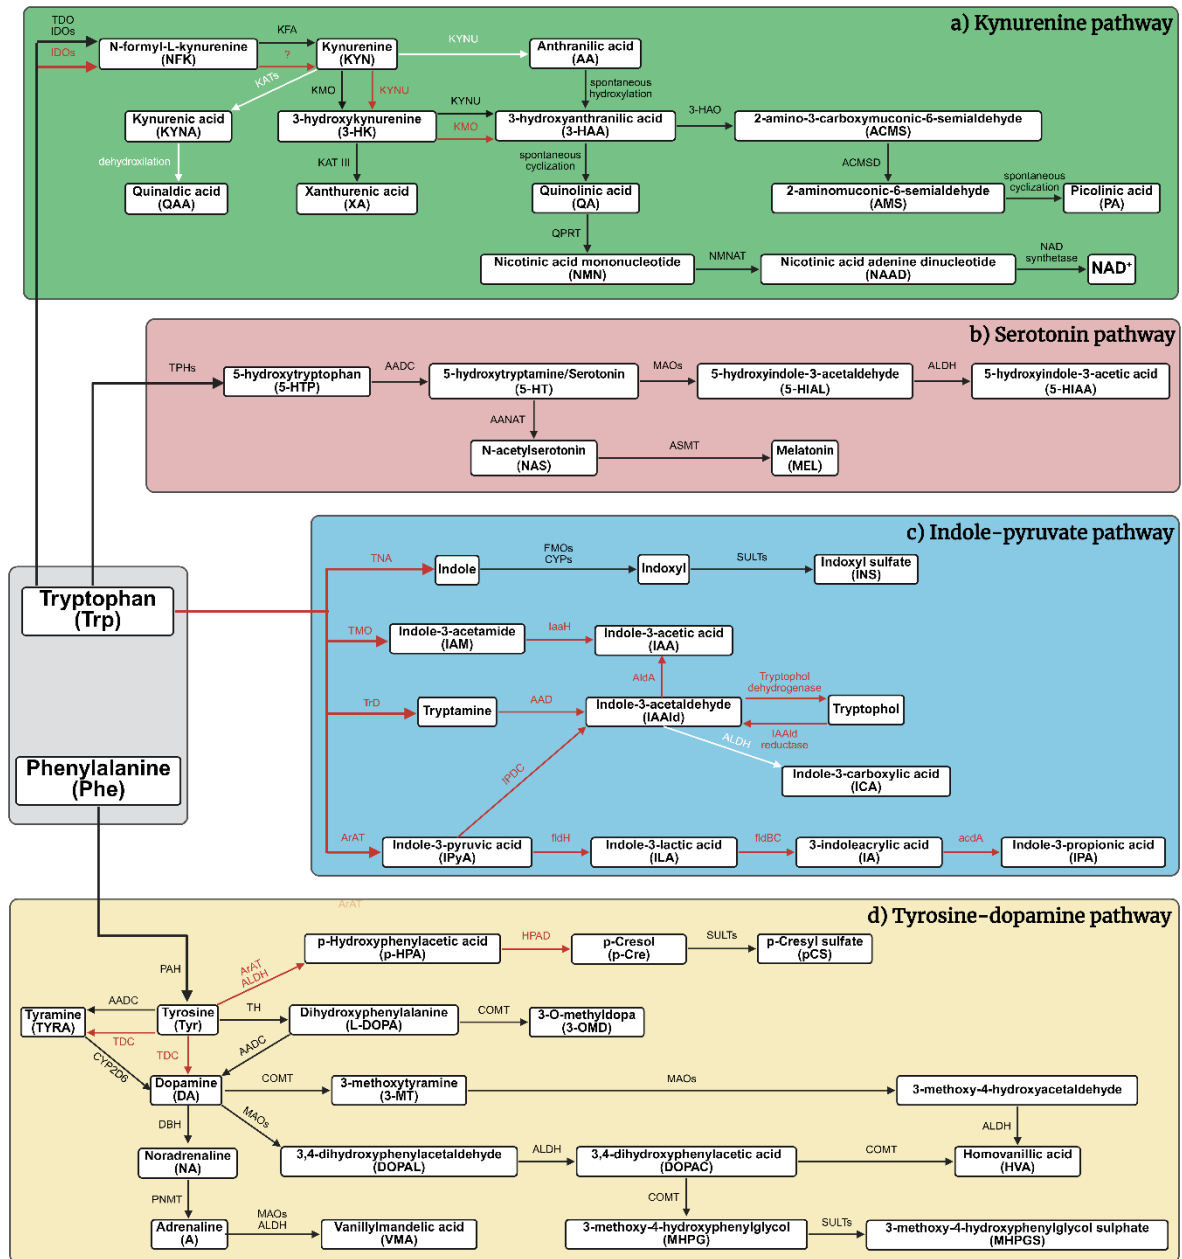 a) Kynurenine pathway
TDO
IDOs
IDOs
N-formyl-L-kynurenine
(NFK)
KFA
?
Kynurenine
(KYN)
KYNU
Anthranilic acid
(AA)
KATs
KMO
KYNU
spontaneous
hydroxylation
Kynurenic acid
(KYNA)
3-hydroxykynurenine
(3-HK)
KYNU
KMO
3-hydroxyanthranilic acid
(3-HAA)
3-HAO
2-amino-3-carboxymuconic-6-semialdehyde
(ACMS)
dehydroxilation
KAT III
spontaneous
cyclization
ACMSD
Quinaldic acid
(QAA)
Xanthurenic acid
(XA)
Quinolinic acid
(QA)
2-aminomuconic-6-semialdehyde
(AMS)
spontaneous
cyclization
Picolinic acid
(PA)
QPRT
Nicotinic acid mononucleotide
(NMN)
NMNAT
Nicotinic acid adenine dinucleotide
(NAAD)
NAD
synthetase
NAD+
b) Serotonin pathway
TPHs
5-hydroxytryptophan
(5-HTP)
AADC
5-hydroxytryptamine/Serotonin
(5-HT)
MAOs
5-hydroxyindole-3-acetaldehyde
(5-HIAL)
ALDH
5-hydroxyindole-3-acetic acid
(5-HIAA)
AANAT
N-acetylserotonin
(NAS)
ASMT
Melatonin
(MEL)
c) Indole-pyruvate pathway
Tryptophan
(Trp)
Phenylalanine
(Phe)
TNA
Indole
FMOs
CYPs
Indoxyl
SULTs
Indoxyl sulfate
(INS)
TMO
Indole-3-acetamide
(IAM)
IaaH
Indole-3-acetic acid
(IAA)
AldA
Tryptophol
dehydrogenase
TrD
Tryptamine
AAD
Indole-3-acetaldehyde
(IAAld)
Tryptophol
IAAld
reductase
ALDH
IPDC
Indole-3-carboxylic acid
(ICA)
ArAT
Indole-3-pyruvic acid
(IPyA)
fldH
Indole-3-lactic acid
(ILA)
fldBC
3-indoleacrylic acid
(IA)
acdA
Indole-3-propionic acid
(IPA)
ArAT
d) Tyrosine-dopamine pathway
p-Hydroxyphenylacetic acid
(p-HPA)
HPAD
p-Cresol
(p-Cre)
SULTs
p-Cresyl sulfate
(pCS)
PAH
ArAT
ALDH
Tyramine
(TYRA)
AADC
TDC
Tyrosine
(Tyr)
TH
Dihydroxyphenylalanine
(L-DOPA)
COMT
3-O-methyldopa
(3-OMD)
CYP2D6
TDC
AADC
Dopamine
(DA)
COMT
3-methoxytyramine
(3-MT)
MAOs
3-methoxy-4-hydroxyacetaldehyde
DBH
MAOs
ALDH
Noradrenaline
(NA)
3,4-dihydroxyphenylacetaldehyde
(DOPAL)
ALDH
3,4-dihydroxyphenylacetic acid
(DOPAC)
COMT
Homovanillic acid
(HVA)
PNMT
COMT
Adrenaline
(A)
MAOs
ALDH
Vanillylmandelic acid
(VMA)
3-methoxy-4-hydroxyphenylglycol
(MHPG)
SULTs
3-methoxy-4-hydroxyphenylglycol sulphate
(MHPGS)